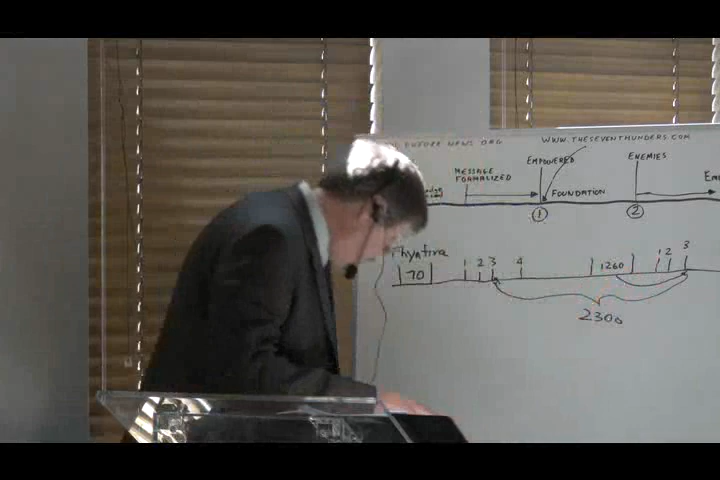 FUTURE NEWS.ORG WWW.THESEVENTHUNDERS.COM
EMPOWERED ENEMIES
MESSAGE
FORMALIZED
FOUNDATION
1 2
Thyatira
70 1 2 3 4 1260 1 2 3
2300